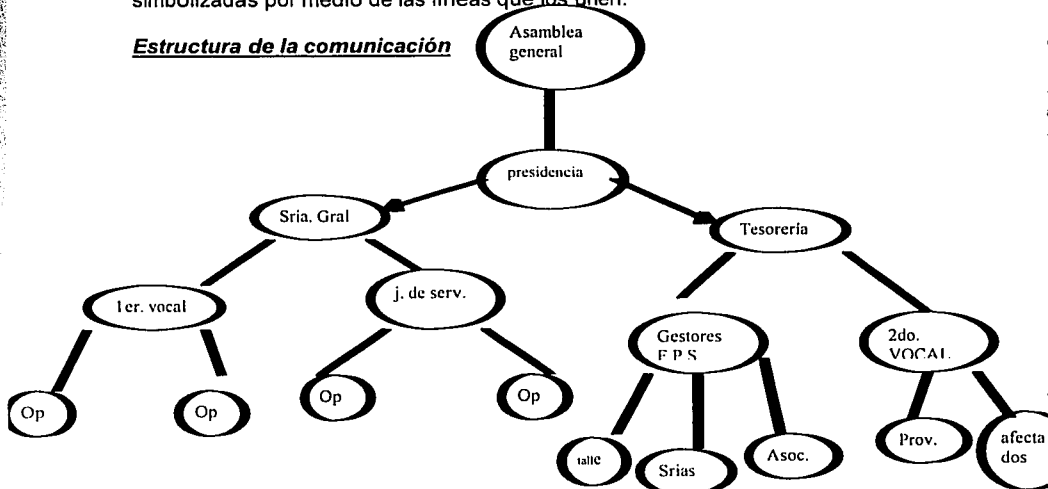 simbolizadas por medio de las líneas que los unen.
Estructura de la comunicación
Asamblea
general
presidencia
Sria. Gral
Tesorería
1er. vocal
j. de serv.
Gestores
F.P.S
2do.
VOCAL
Op
Op
Op
Op
talle
Srias
Asoc.
Prov.
afecta
dos